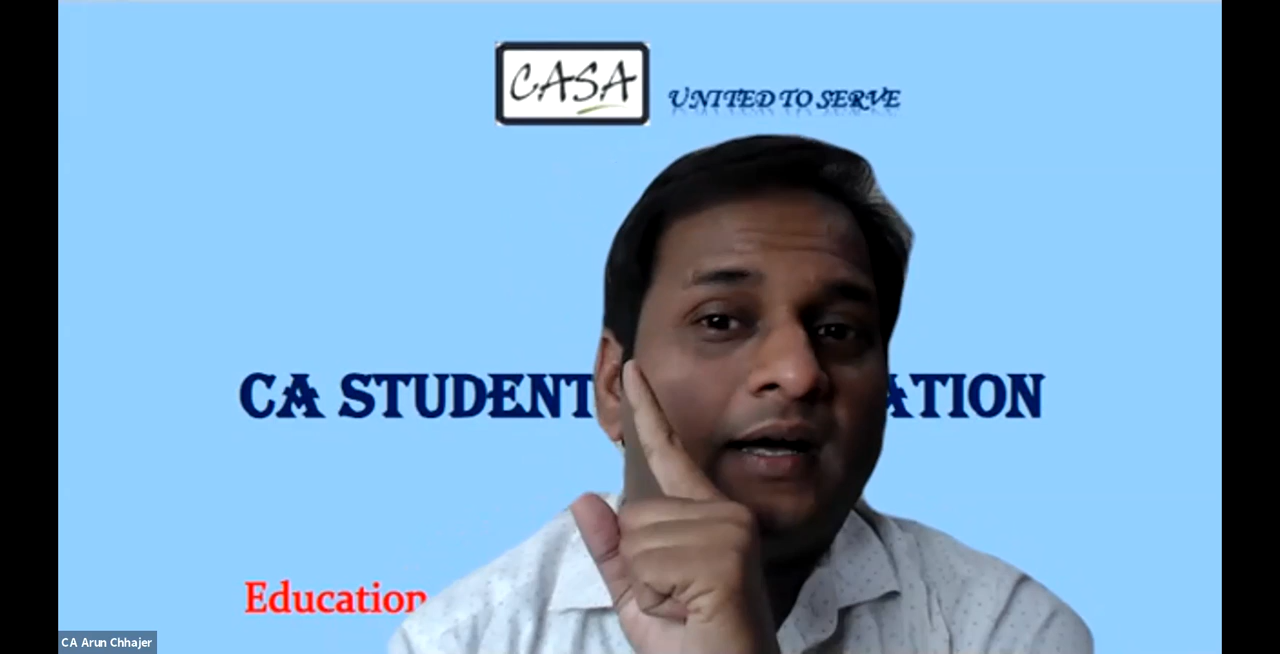 CASA
UNITED TO SERVE
CA STUDENT ATION
Education
CA Arun Chhajer